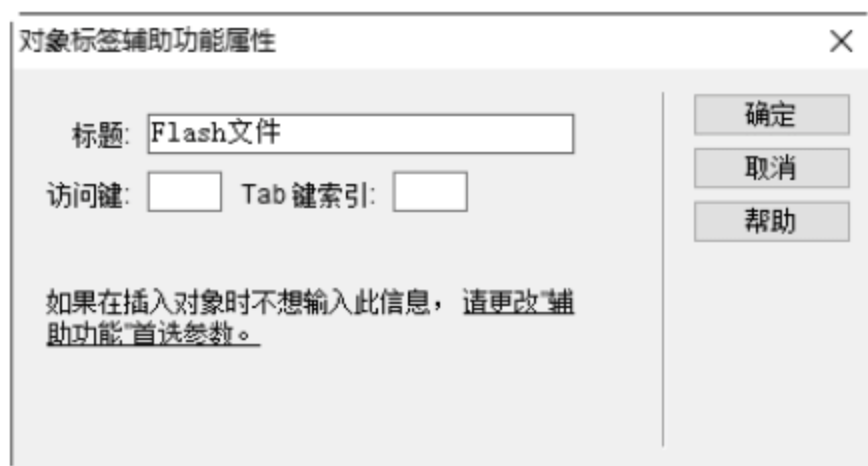 对象标签辅助功能属性
标题: Flash文件
确定
访问键: Tab 键索引:
取消
帮助
如果在插入对象时不想输入此信息，请更改"辅
助功能"首选参数。